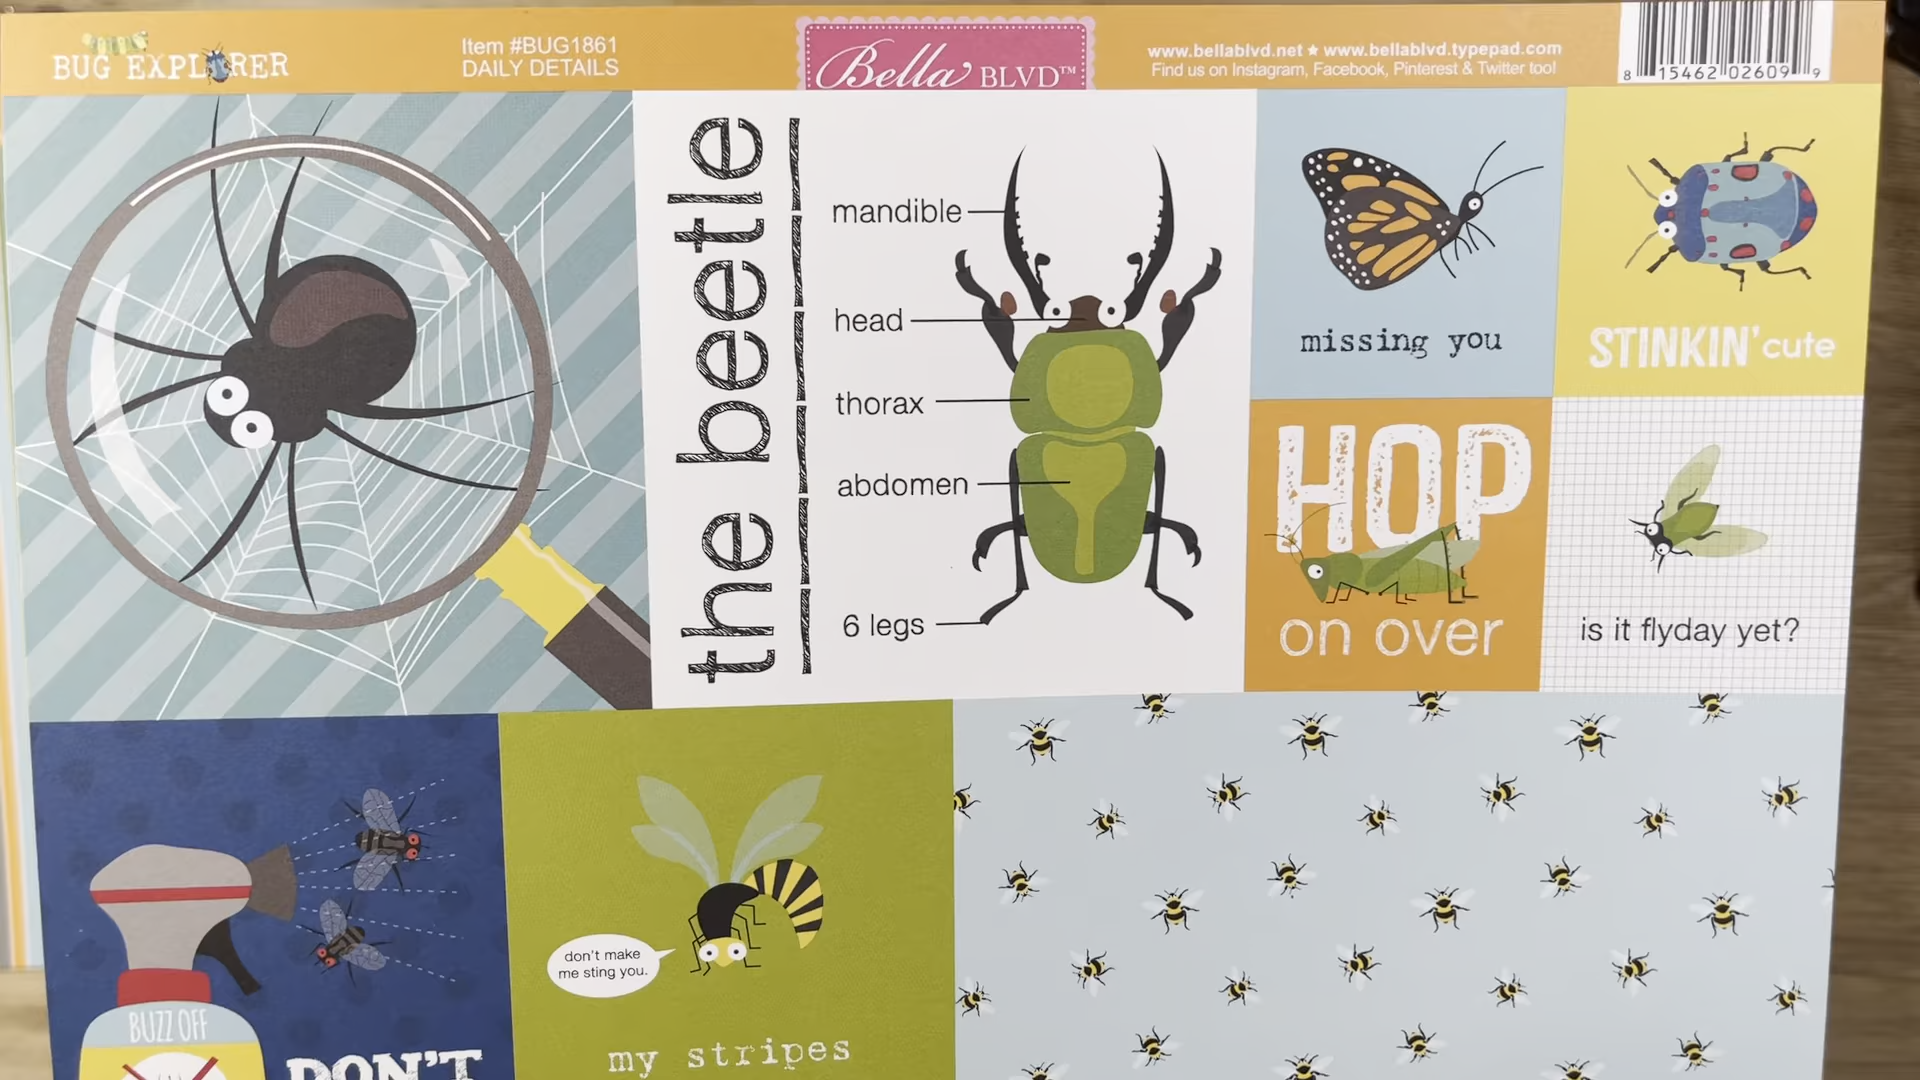 BUG EXPLORER
Item #BUG1861
DAILY DETAILS
Bella BLVD™
www.bellablvd.net ★ www.bellablvd.typepad.com
Find us on Instagram, Facebook, Pinterest & Twitter too!
8 15462 02609 9
the beetle
mandible
head
thorax
abdomen
6 legs
missing you
STINKIN' cute
HOP
on over
is it flyday yet?
BUZZ OFF
DON'T
don't make
me sting you.
my stripes